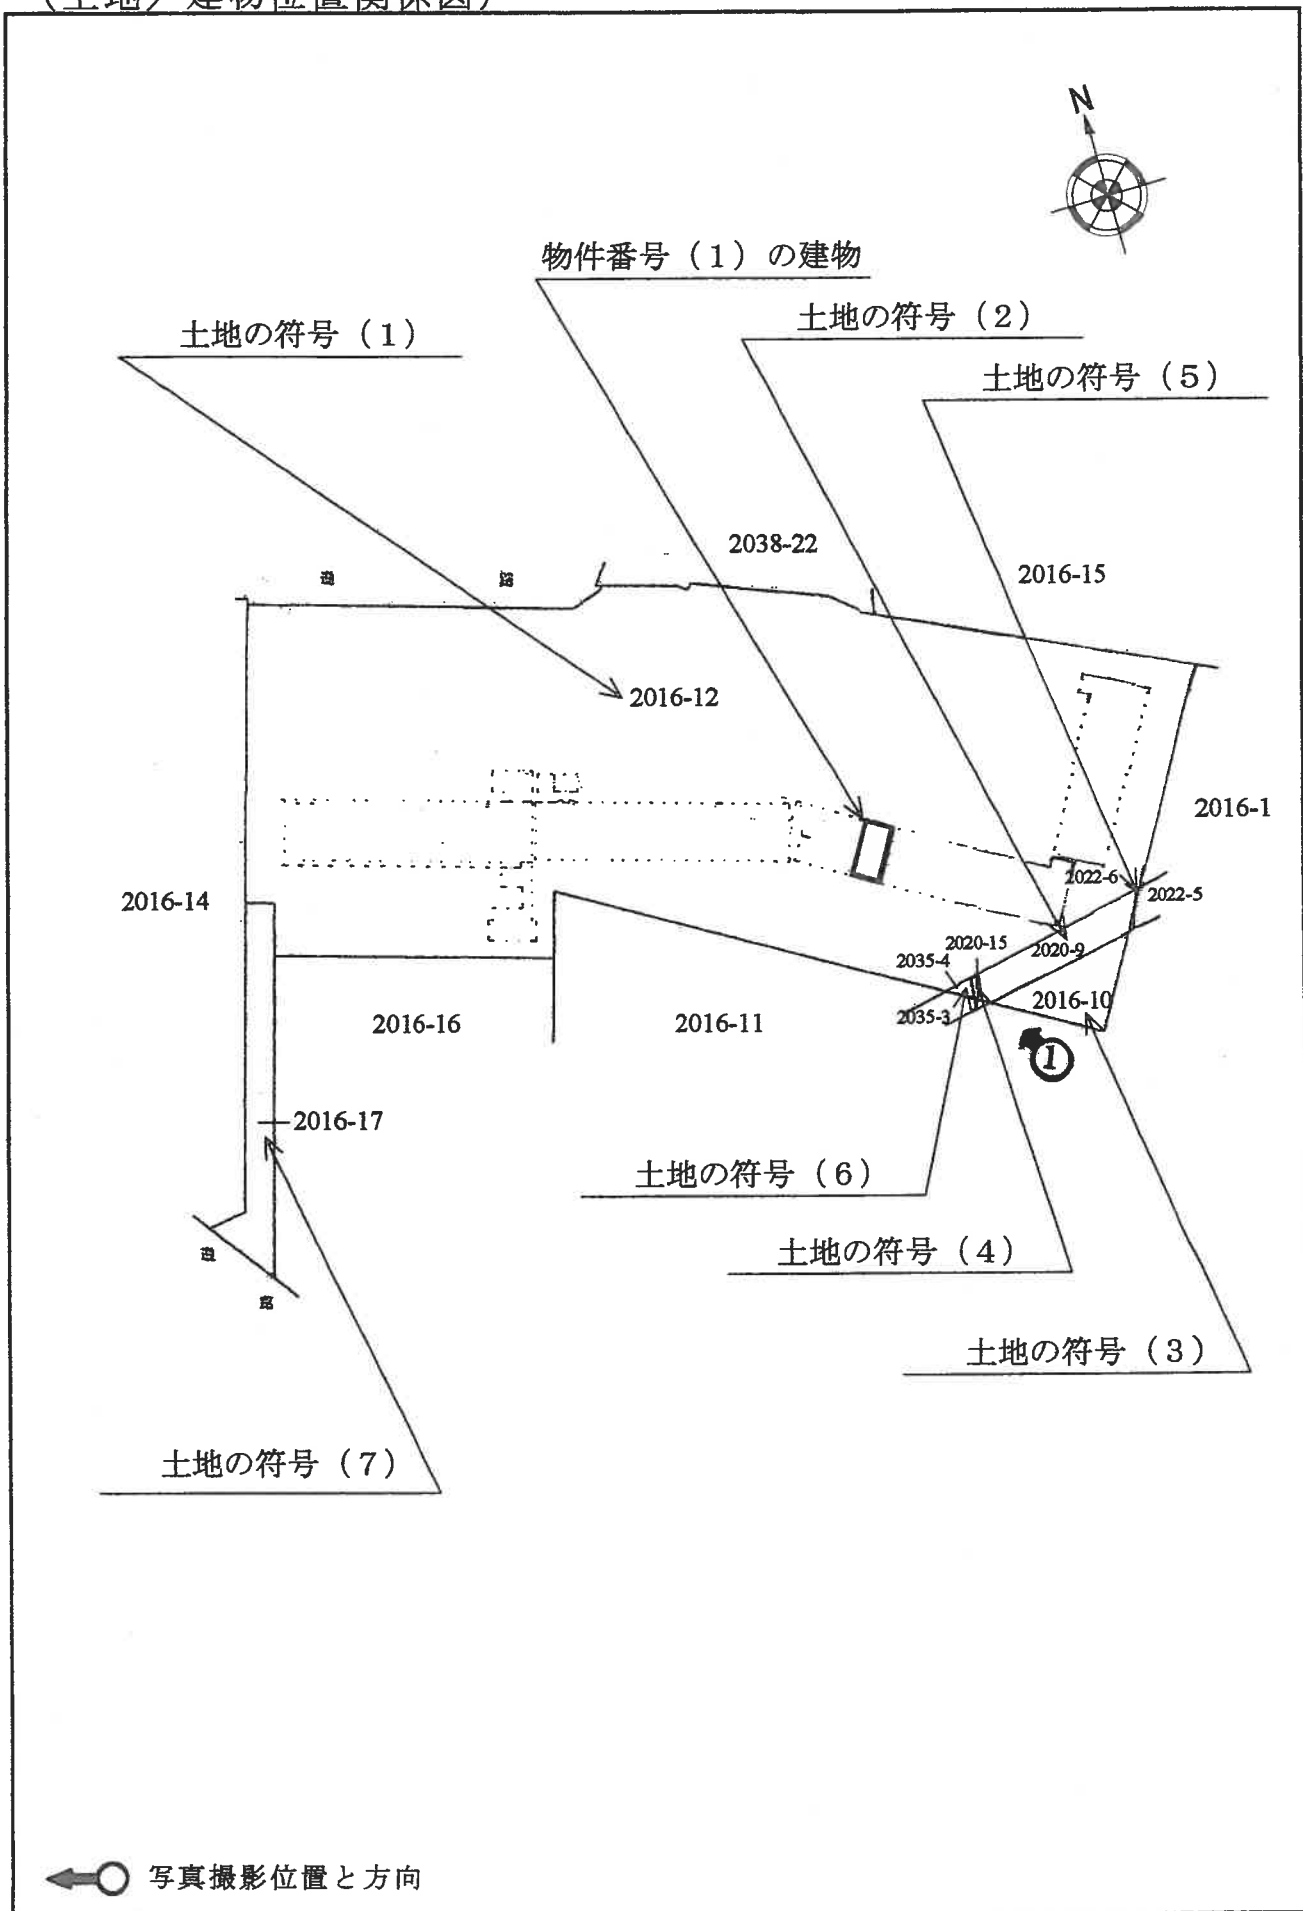 （土地）建物位置関係図）
N
物件番号（１）の建物
土地の符号（２）
土地の符号（１）
土地の符号（５）
2038-22
2016-15
2016-12
2016-1
2022-6
2022-5
2016-14
2020-15
2020-9
2035-4
2016-10
2035-3
2016-16
2016-11
1
2016-17
土地の符号（６）
土地の符号（４）
土地の符号（３）
土地の符号（７）
写真撮影位置と方向